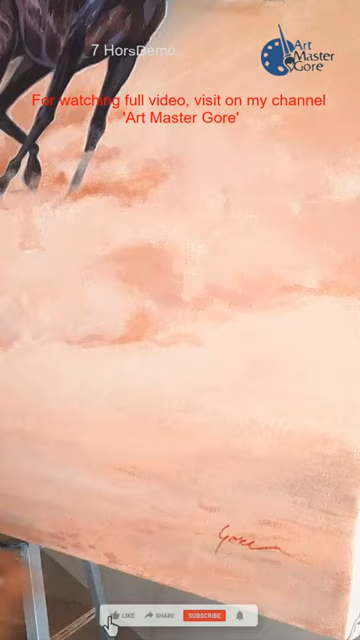 7 HorsDemo
Art
Master
Gore
For watching full video, visit on my channel
'Art Master Gore'
Gore
LIKE
SHARE
SUBSCRIBE